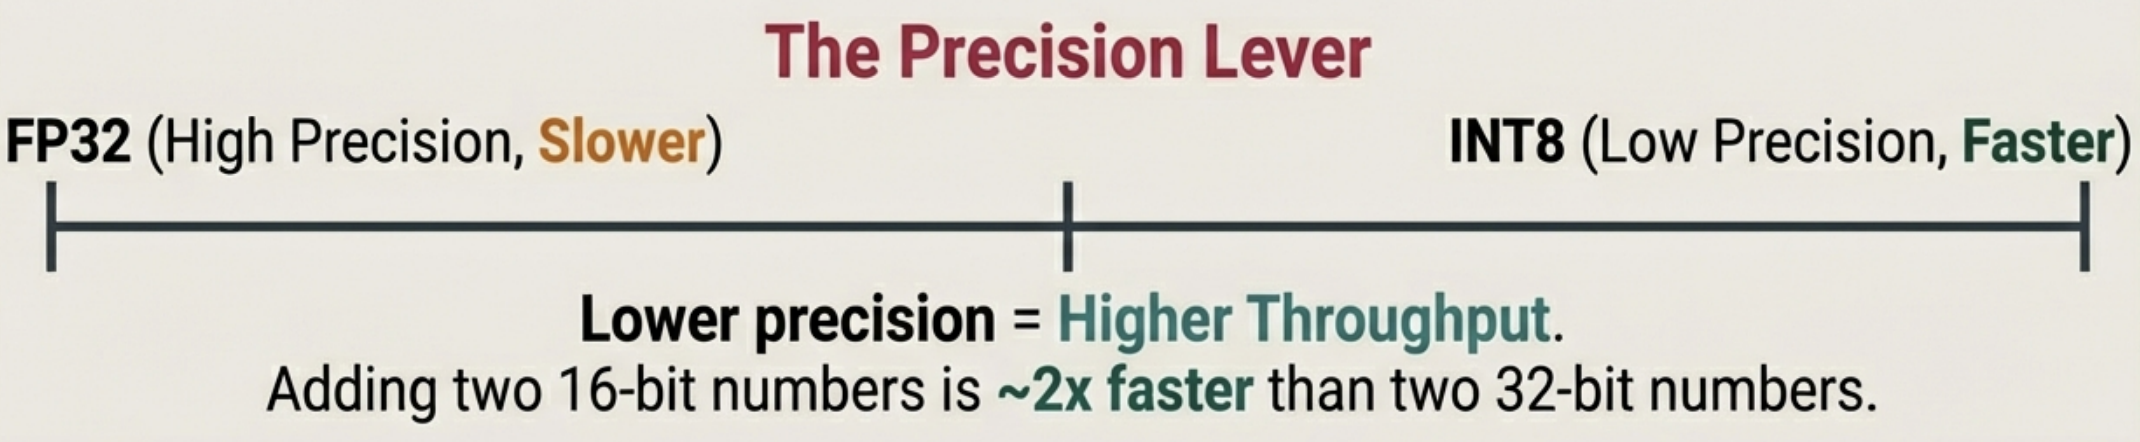 The Precision Lever
FP32 (High Precision, Slower)
INT8 (Low Precision, Faster)
Lower precision = Higher Throughput.
Adding two 16-bit numbers is ~2x faster than two 32-bit numbers.